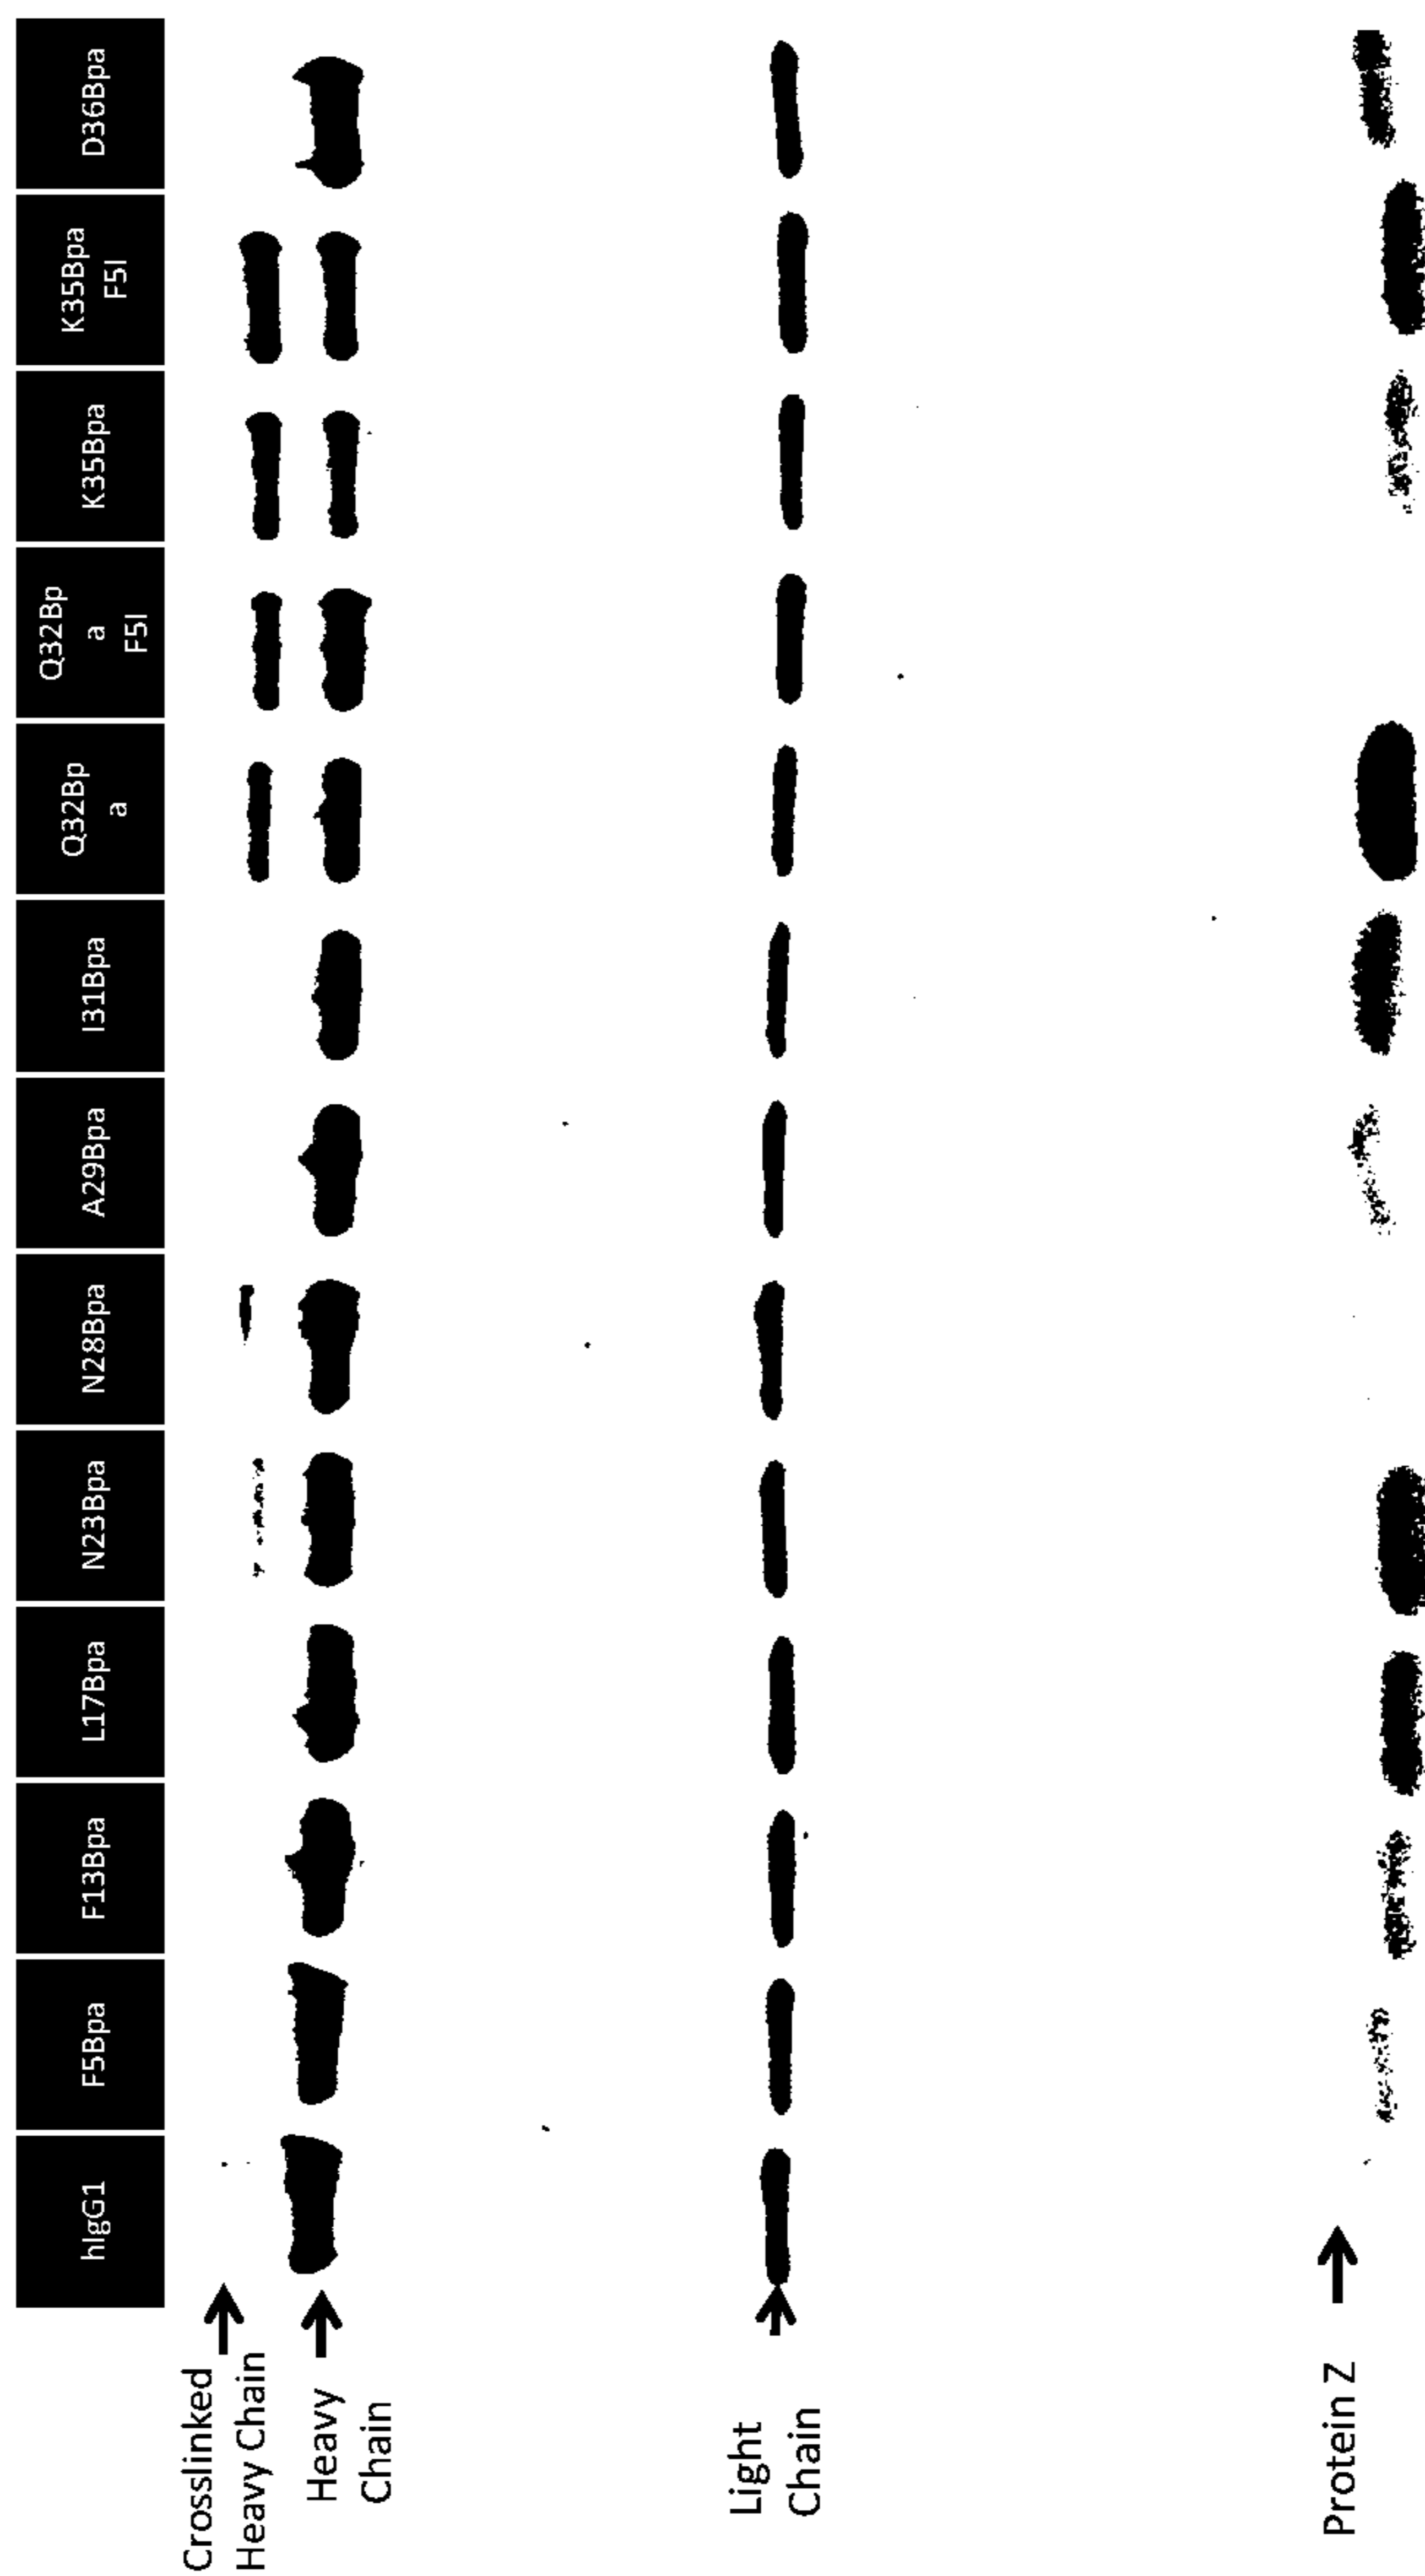 hIgG1
F5Bpa
F13Bpa
L17Bpa
N23Bpa
N28Bpa
A29Bpa
I31Bpa
Q32Bp
a
Q32Bp
a
F5I
K35Bpa
K35Bpa
F5I
D36Bpa
Crosslinked
Heavy Chain
Heavy
Chain
Light
Chain
Protein Z